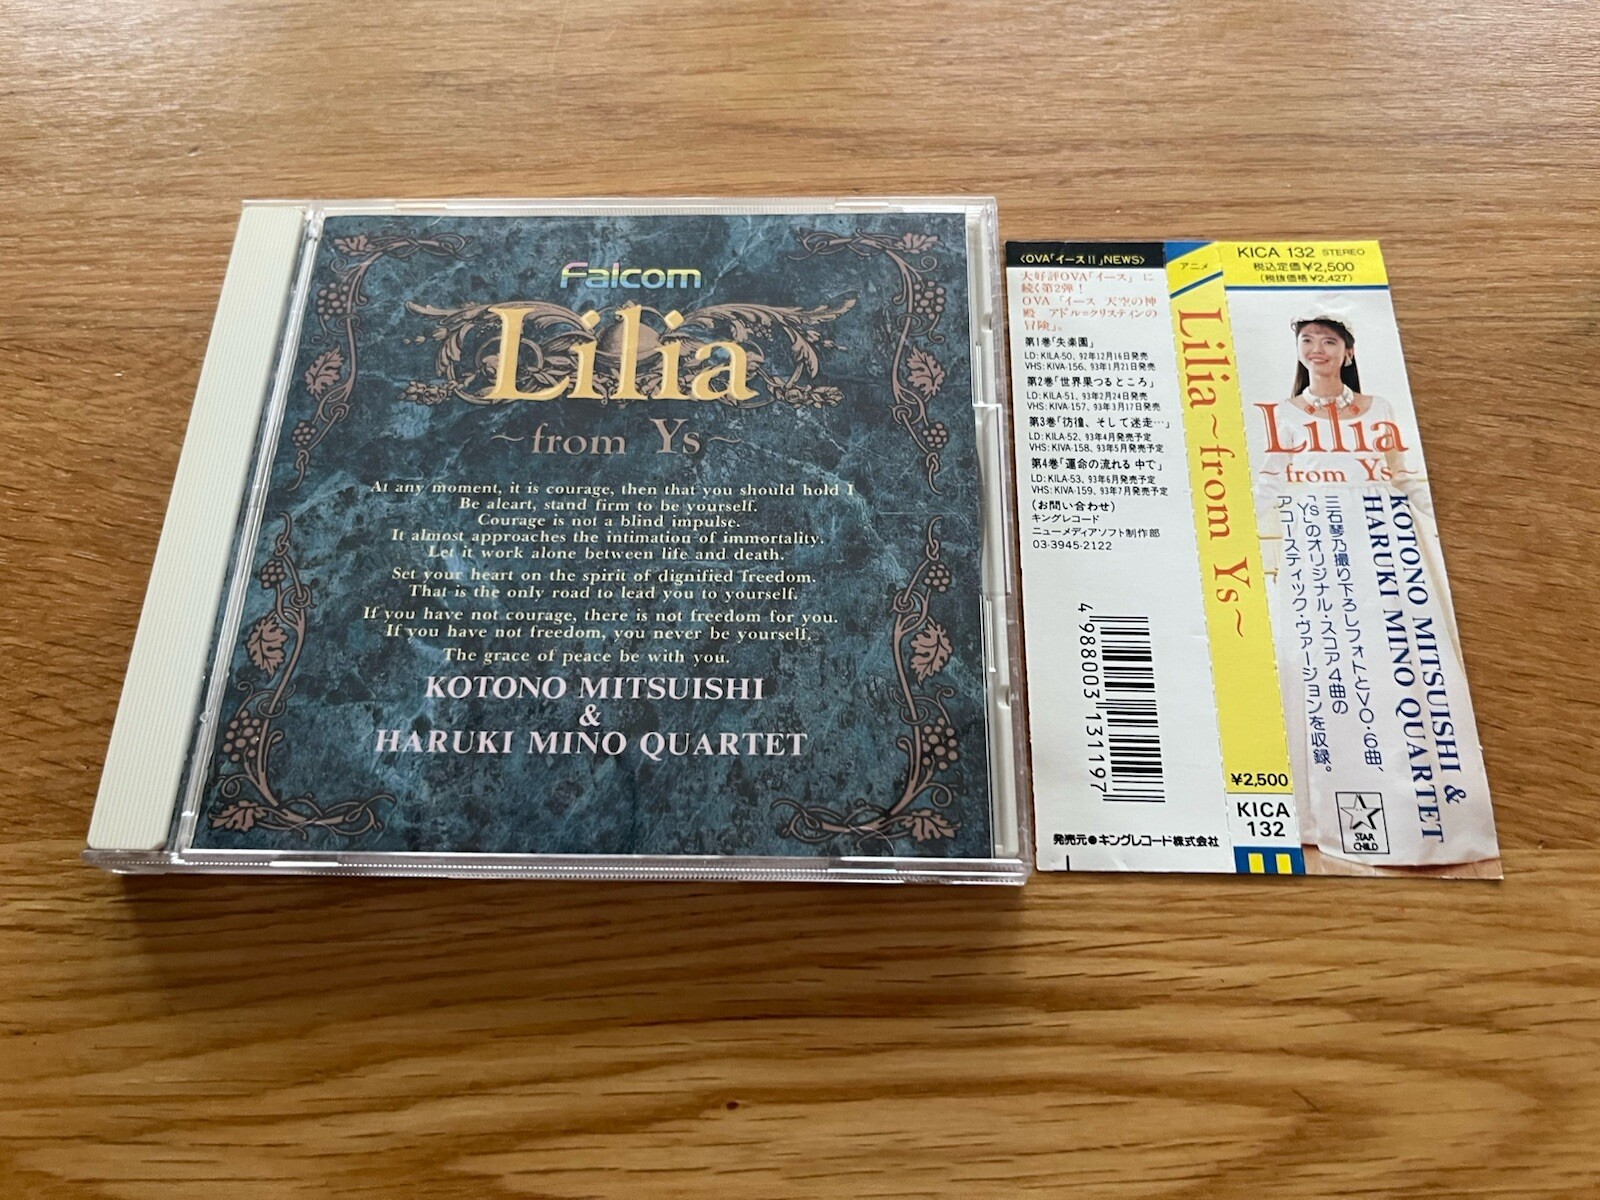 Falcom
Lilia
～from Ys～
At any moment, it is courage, then that you should hold I
Be aleart, stand firm to be yourself.
Courage is not a blind impulse.
It almost approaches the intimation of immortality.
Let it work alone between life and death.
Set your heart on the spirit of dignified freedom.
That is the only road to lead you to yourself.
If you have not courage, there is not freedom for you.
If you have not freedom, you never be yourself.
The grace of peace be with you.
KOTONO MITSUISHI
&
HARUKI MINO QUARTET
〈OVA「イースⅡ」NEWS〉
大好評OVA「イース」に
続く第2弾！
OVA「イース 天空の神
殿 アドル=クリスティンの
冒険」。
第1巻「失楽園」
LD: KILA-50、92年12月16日発売
VHS: KIVA-156、93年1月21日発売
第2巻「世界果つるところ」
LD: KILA-51、93年2月24日発売
VHS: KIVA-157、93年3月17日発売
第3巻「彷徨、そして迷走…」
LD: KILA-52、93年4月発売予定
VHS: KIVA-158、93年5月発売予定
第4巻「運命の流れる中で」
LD: KILA-53、93年6月発売予定
VHS: KIVA-159、93年7月発売予定
(お問い合わせ)
キングレコード
ニューメディアソフト制作部
03-3945-2122
4 988003 131197
発売元●キングレコード株式会社
アニメ
Lilia～from Ys～
¥2,500
KICA
132
KICA 132 STEREO
税込定価¥2,500
(税抜価格¥2,427)
Lilia
～from Ys～
KOTONO MITSUISHI &
HARUKI MINO QUARTET
三石琴乃撮り下ろしフォトとVO.6曲、
「Ys」のオリジナル・スコア4曲の
アコースティック・ヴァージョンを収録。
STAR
CHILD